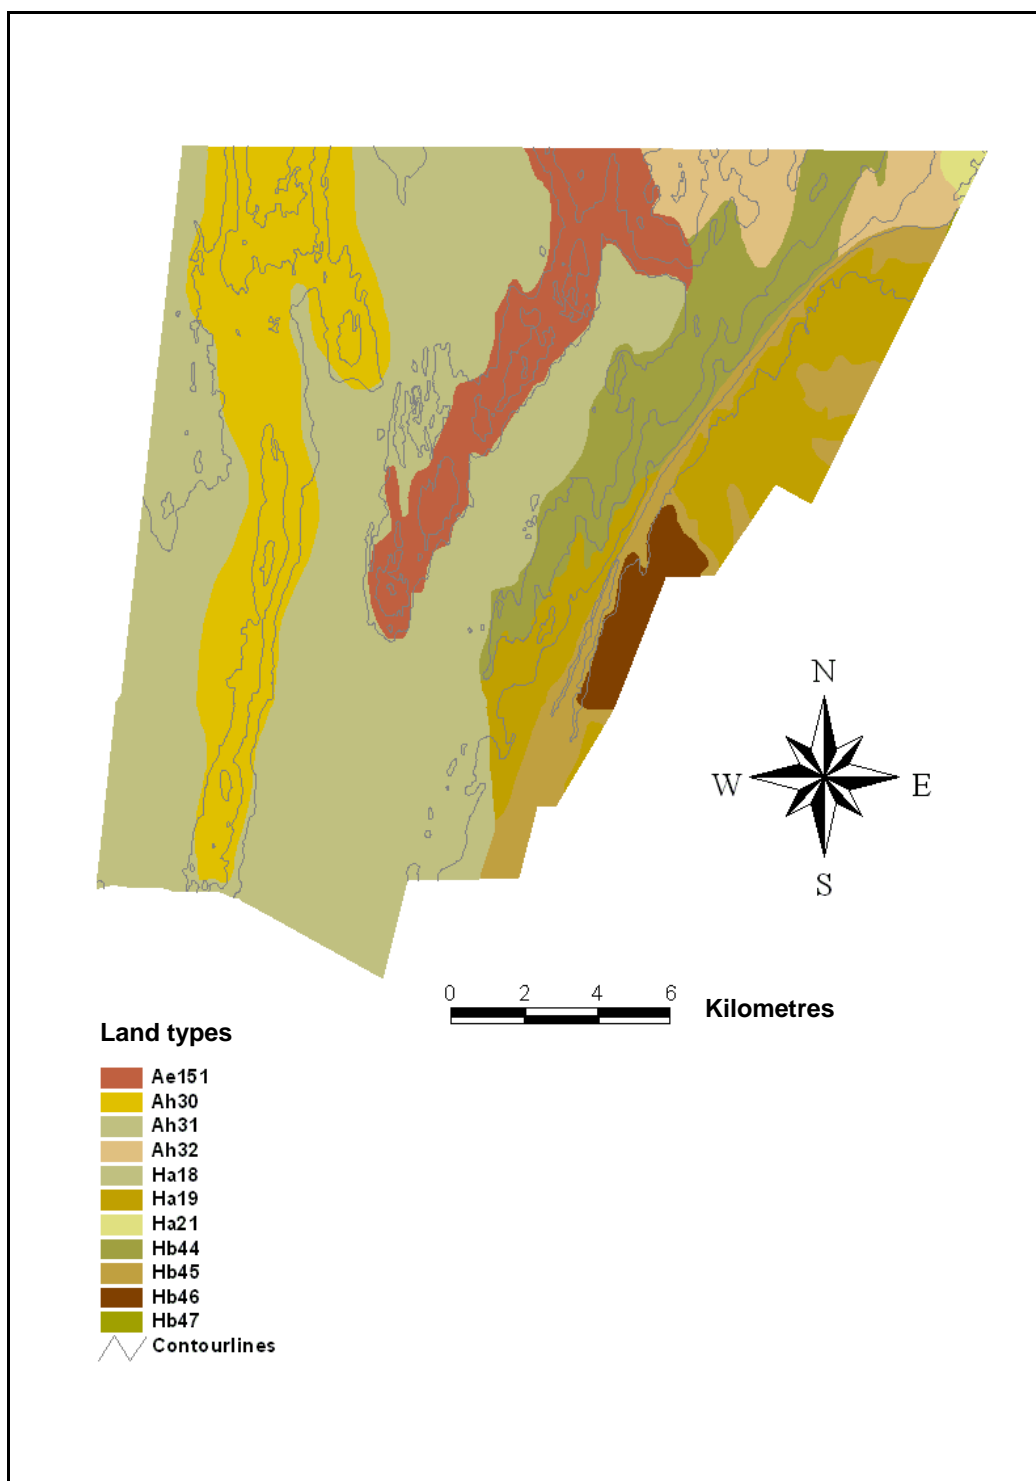 N
W E
S
0 2 4 6
Kilometres
Land types
Ae151
Ah30
Ah31
Ah32
Ha18
Ha19
Ha21
Hb44
Hb45
Hb46
Hb47
Contourlines